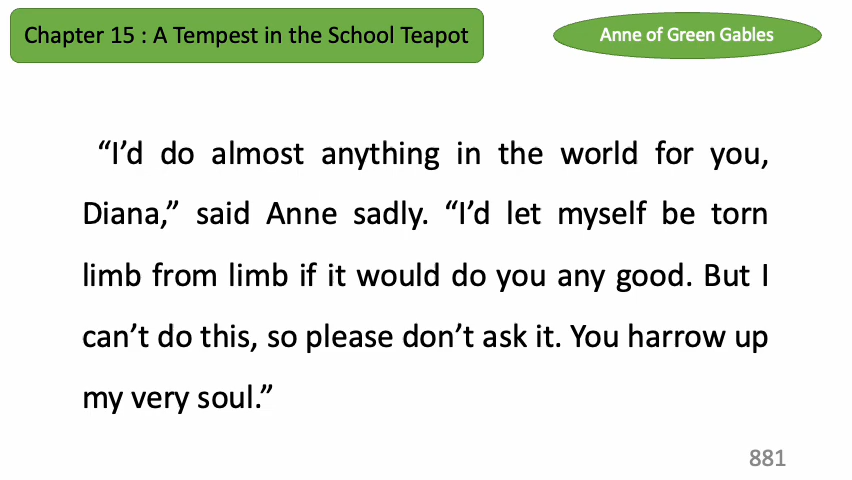 Chapter 15 : A Tempest in the School Teapot
Anne of Green Gables
“I’d do almost anything in the world for you,
Diana,” said Anne sadly. “I’d let myself be torn
limb from limb if it would do you any good. But I
can’t do this, so please don’t ask it. You harrow up
my very soul.”
881